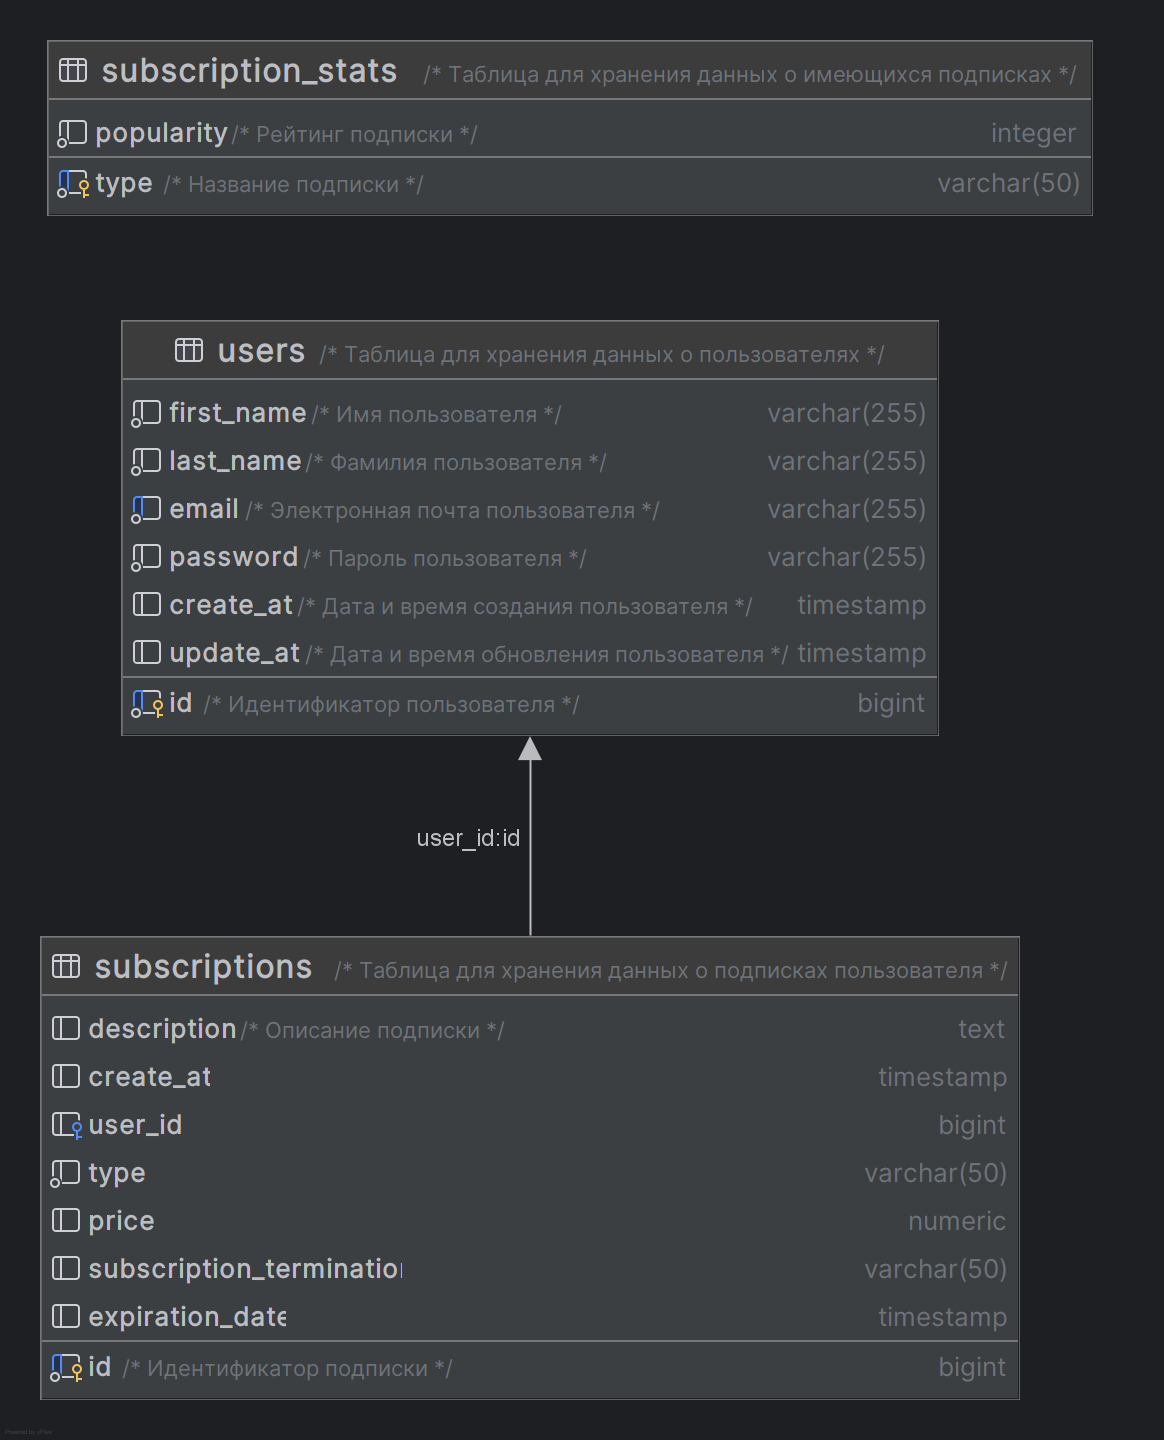 subscription_stats /* Таблица для хранения данных о имеющихся подписках */
popularity /* Рейтинг подписки */ integer
type /* Название подписки */ varchar(50)
users /* Таблица для хранения данных о пользователях */
first_name /* Имя пользователя */ varchar(255)
last_name /* Фамилия пользователя */ varchar(255)
email /* Электронная почта пользователя */ varchar(255)
password /* Пароль пользователя */ varchar(255)
create_at /* Дата и время создания пользователя */ timestamp
update_at /* Дата и время обновления пользователя */ timestamp
id /* Идентификатор пользователя */ bigint
user_id:id
subscriptions /* Таблица для хранения данных о подписках пользователя */
description /* Описание подписки */ text
create_at timestamp
user_id bigint
type varchar(50)
price numeric
subscription_termination varchar(50)
expiration_date timestamp
id /* Идентификатор подписки */ bigint
Powered by yFiles